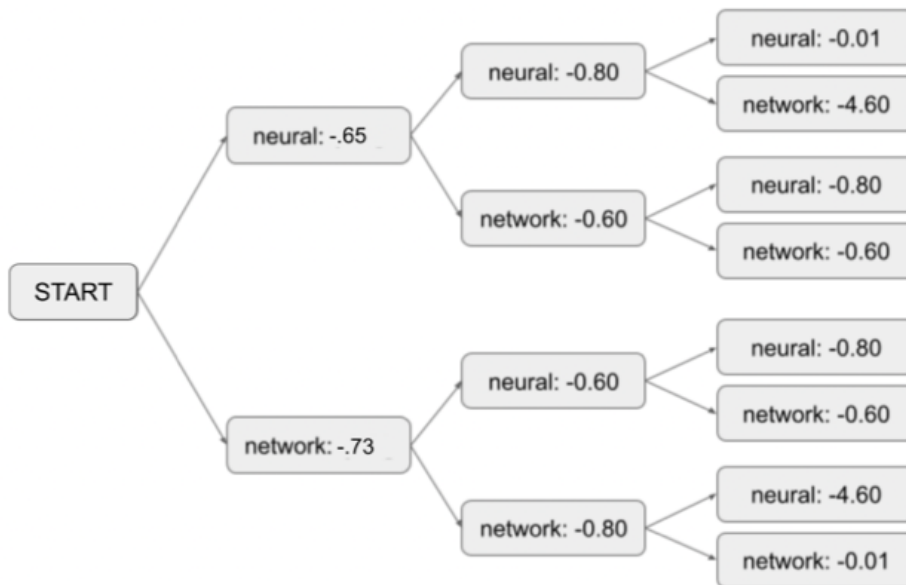 neural: -0.01
neural: -0.80
network: -4.60
neural: -.65
neural: -0.80
network: -0.60
network: -0.60
START
neural: -0.80
neural: -0.60
network: -0.60
network: -.73
neural: -4.60
network: -0.80
network: -0.01